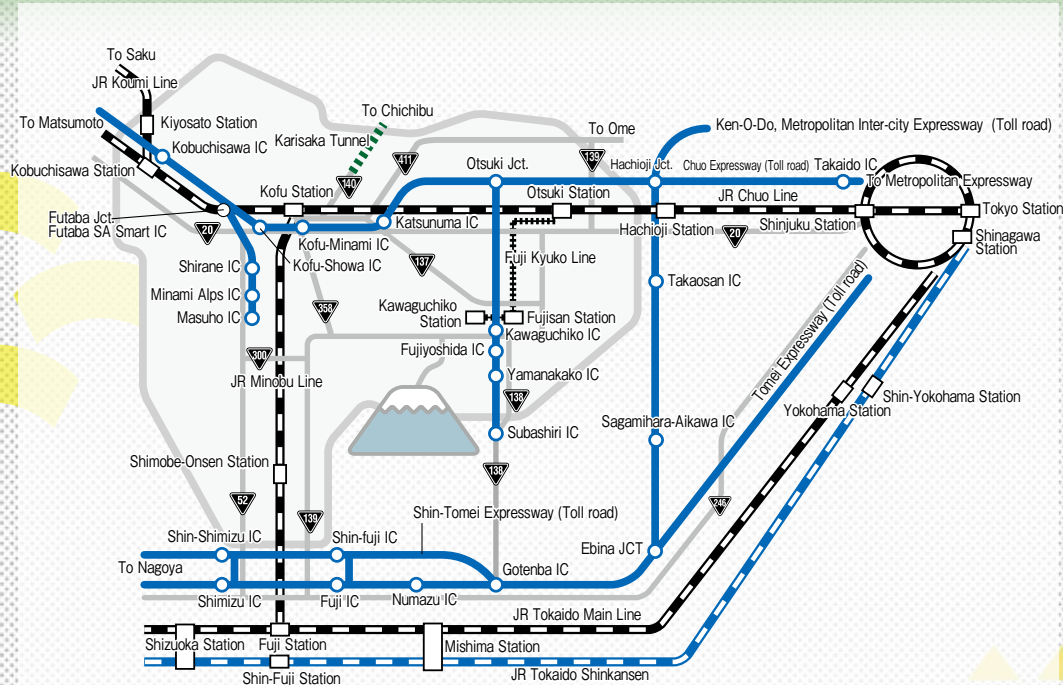 To Saku
JR Koumi Line
To Chichibu
To Matsumoto
Kiyosato Station
Karisaka Tunnel
To Ome
Ken-O-Do, Metropolitan Inter-city Expressway (Toll road)
Kobuchisawa IC
411
139
Kobuchisawa Station
Otsuki Jct.
Hachioji Jct.
Chuo Expressway (Toll road)
Takaido IC
140
To Metropolitan Expressway
Kofu Station
Otsuki Station
JR Chuo Line
Futaba Jct.
Futaba SA Smart IC
20
Katsunuma IC
Hachioji Station
20
Shinjuku Station
Tokyo Station
Shinagawa
Station
Kofu-Minami IC
Kofu-Showa IC
137
Fuji Kyuko Line
Shirane IC
Takaosan IC
Minami Alps IC
Masuho IC
358
Kawaguchiko
Station
Fujisan Station
Kawaguchiko IC
Tomei Expressway (Toll road)
300
Fujiyoshida IC
JR Minobu Line
Yamanakako IC
138
Shin-Yokohama Station
Yokohama Station
Subashiri IC
Sagamihara-Aikawa IC
Shimobe-Onsen Station
138
52
139
246
Shin-Tomei Expressway (Toll road)
Shin-Shimizu IC
Shin-fuji IC
Ebina JCT
To Nagoya
Gotenba IC
Shimizu IC
Fuji IC
Numazu IC
JR Tokaido Main Line
Shizuoka Station
Fuji Station
Mishima Station
Shin-Fuji Station
JR Tokaido Shinkansen